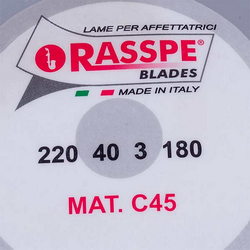 LAME PER AFFETTATRICI
RASSPE®
BLADES
MADE IN ITALY
220 40 3 180
MAT. C45